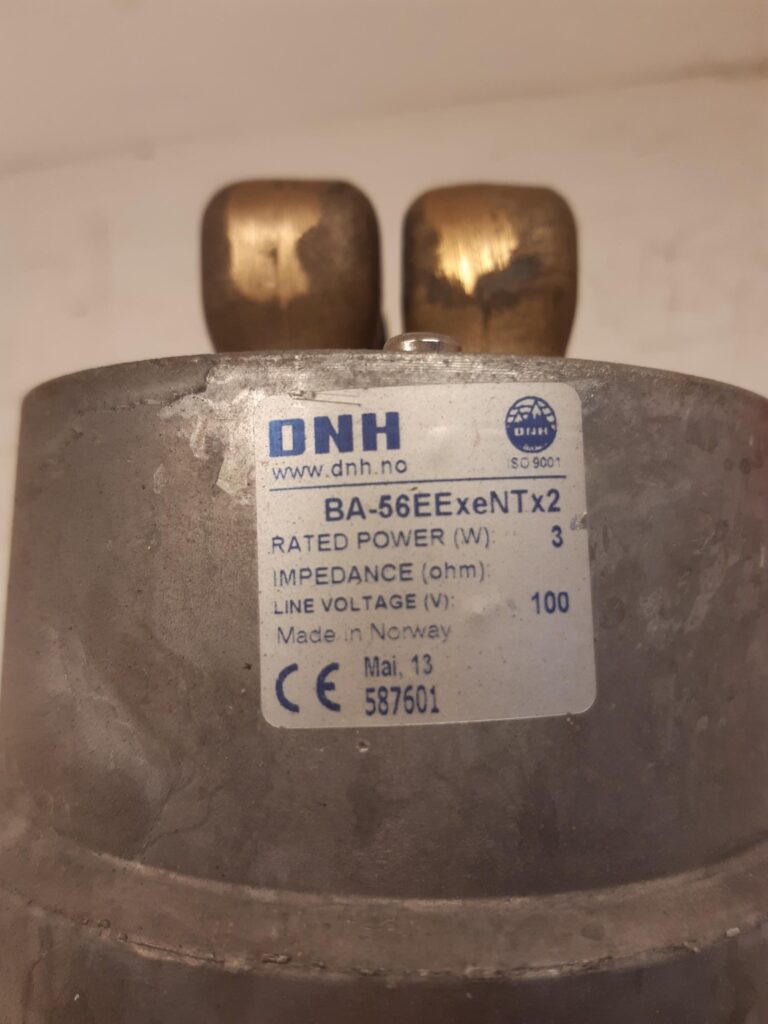 DNH
DNH
www.dnh.no
ISO 9001
BA-56EExeNTx2
RATED POWER (W): 3
IMPEDANCE (ohm):
LINE VOLTAGE (V): 100
Made in Norway
CE
Mai, 13
587601